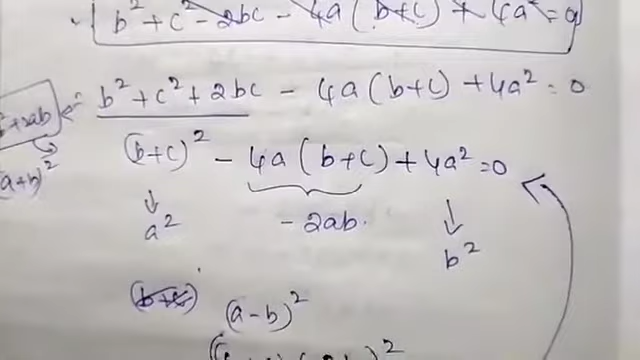 b² + c² - 2bc - 4a (b+c) + 4a² = 0
b² + c² + 2bc - 4a (b+c) + 4a² = 0
+2ab
(a+b)²
(b+c)² - 4a (b+c) + 4a² = 0
a² - 2ab. b²
(b+c)
(a-b)²